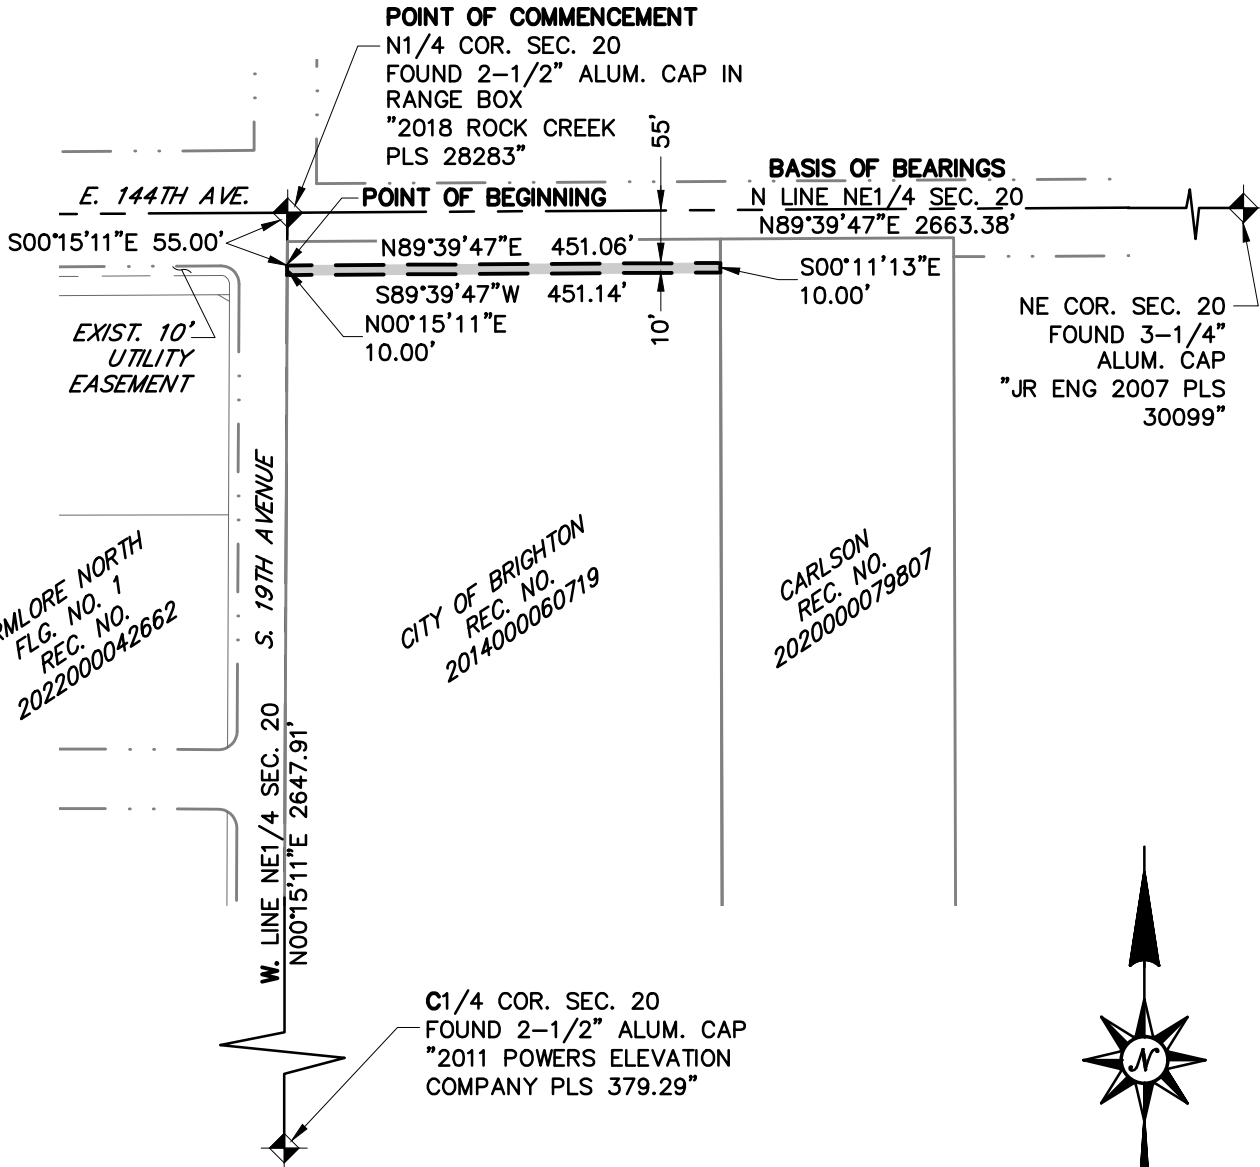 POINT OF COMMENCEMENT
N1/4 COR. SEC. 20
FOUND 2-1/2" ALUM. CAP IN
RANGE BOX
"2018 ROCK CREEK
PLS 28283"
55'
BASIS OF BEARINGS
E. 144TH AVE.
POINT OF BEGINNING
N LINE NE1/4 SEC. 20
N89°39'47"E 2663.38'
S00°15'11"E 55.00'
N89°39'47"E 451.06'
S00°11'13"E
10.00'
S89°39'47"W 451.14'
N00°15'11"E
10.00'
10'
NE COR. SEC. 20
FOUND 3-1/4"
ALUM. CAP
"JR ENG 2007 PLS
30099"
EXIST. 10'
UTILITY
EASEMENT
S. 19TH AVENUE
RMLORE NORTH
FLG. NO. 1
REC. NO.
2022000042662
CITY OF BRIGHTON
REC. NO.
2014000060719
CARLSON
REC. NO.
2020000079807
W. LINE NE1/4 SEC. 20
N00°15'11"E 2647.91'
C1/4 COR. SEC. 20
FOUND 2-1/2" ALUM. CAP
"2011 POWERS ELEVATION
COMPANY PLS 379.29"
N